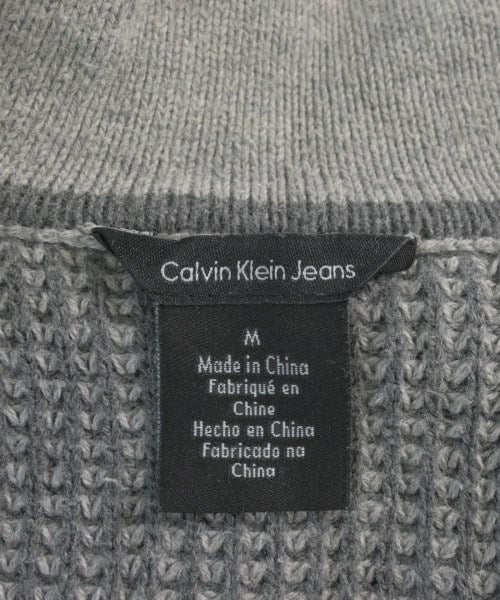 Calvin Klein Jeans
M
Made in China
Fabriqué en
Chine
Hecho en China
Fabricado na
China